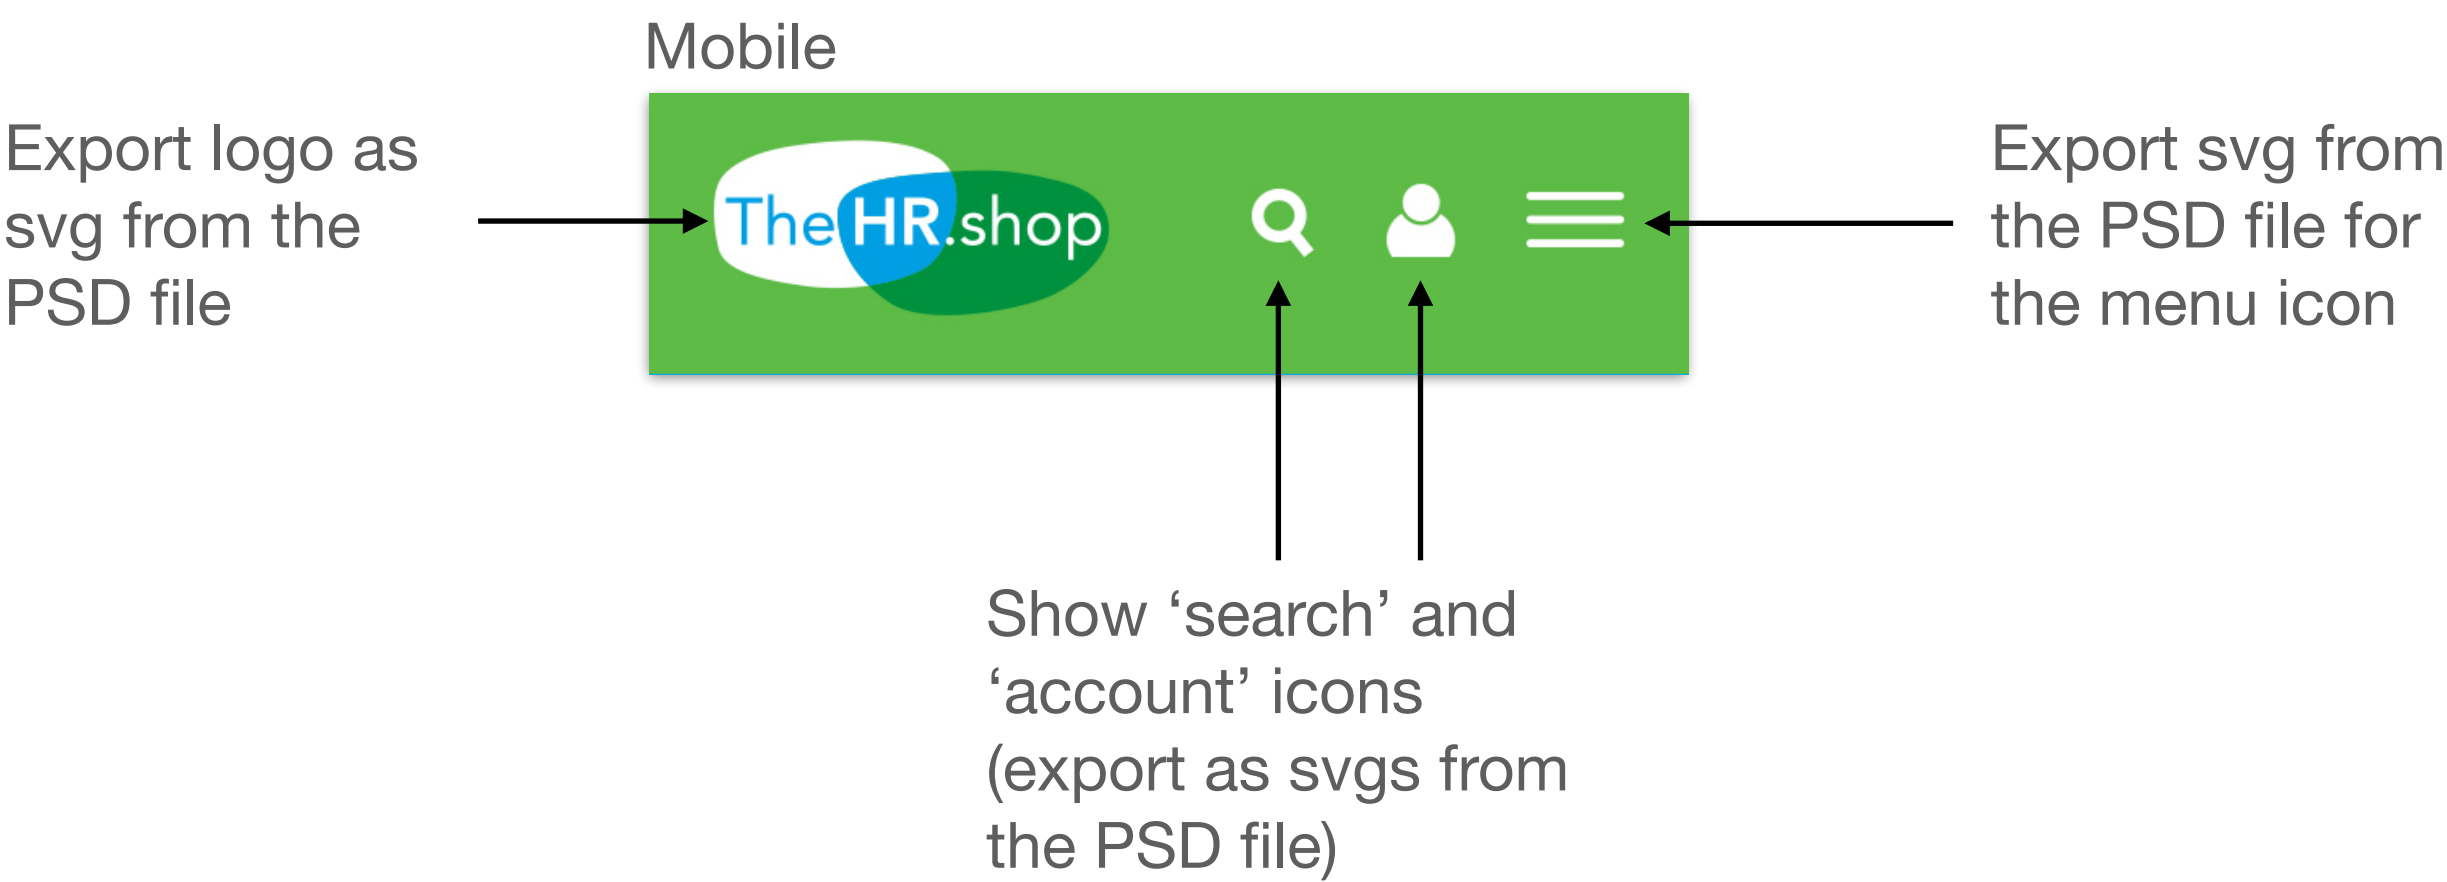 Mobile
Export logo as
svg from the
PSD file
TheHR.shop
Export svg from
the PSD file for
the menu icon
Show ‘search’ and
‘account’ icons
(export as svgs from
the PSD file)